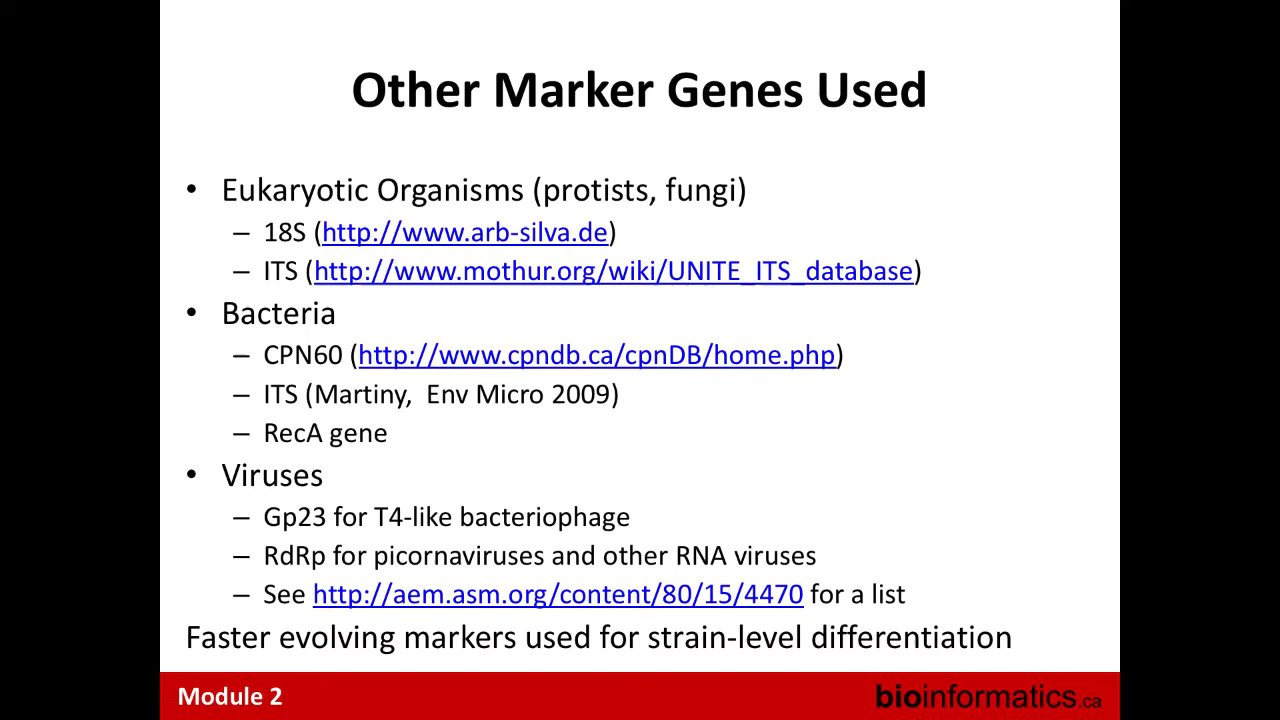 Other Marker Genes Used
• Eukaryotic Organisms (protists, fungi)
– 18S (http://www.arb-silva.de)
– ITS (http://www.mothur.org/wiki/UNITE_ITS_database)
• Bacteria
– CPN60 (http://www.cpndb.ca/cpnDB/home.php)
– ITS (Martiny,  Env Micro 2009)
– RecA gene
• Viruses
– Gp23 for T4-like bacteriophage
– RdRp for picornaviruses and other RNA viruses
– See http://aem.asm.org/content/80/15/4470 for a list
Faster evolving markers used for strain-level differentiation
Module 2
bioinformatics.ca